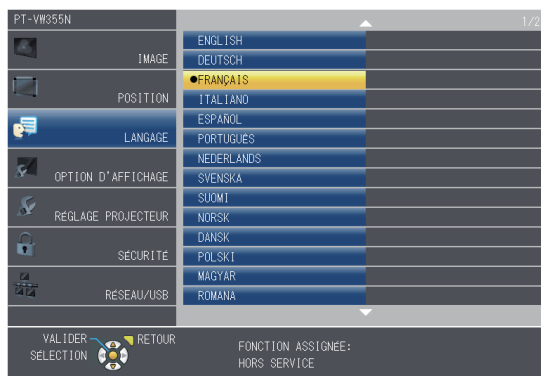 PT-VW355N
1/2
IMAGE
POSITION
LANGAGE
OPTION D'AFFICHAGE
RÉGLAGE PROJECTEUR
SÉCURITÉ
RÉSEAU/USB
ENGLISH
DEUTSCH
FRANÇAIS
ITALIANO
ESPAÑOL
PORTUGUÊS
NEDERLANDS
SVENSKA
SUOMI
NORSK
DANSK
POLSKI
MAGYAR
ROMANA
VALIDER
RETOUR
SÉLECTION
FONCTION ASSIGNÉE:
HORS SERVICE